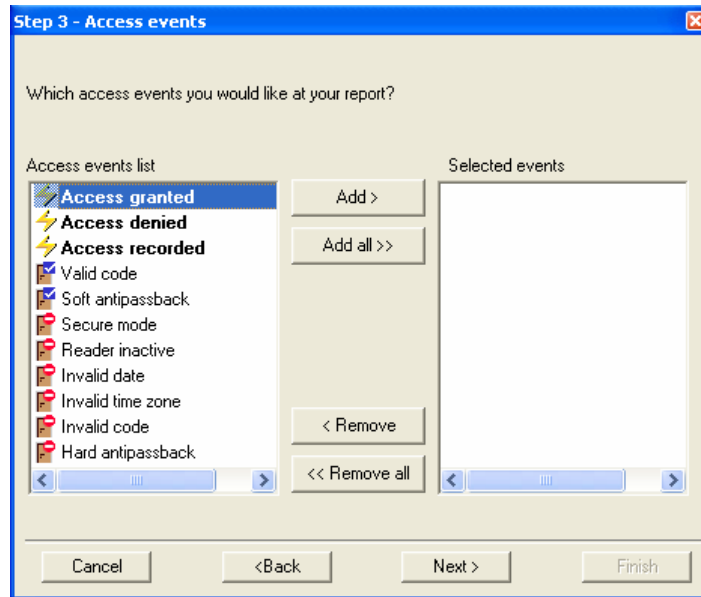 Step 3 - Access events
Which access events you would like at your report?
Access events list
Selected events
Access granted
Access denied
Access recorded
Valid code
Soft antipassback
Secure mode
Reader inactive
Invalid date
Invalid time zone
Invalid code
Hard antipassback
Add >
Add all >>
< Remove
<< Remove all
Cancel
<Back
Next >
Finish